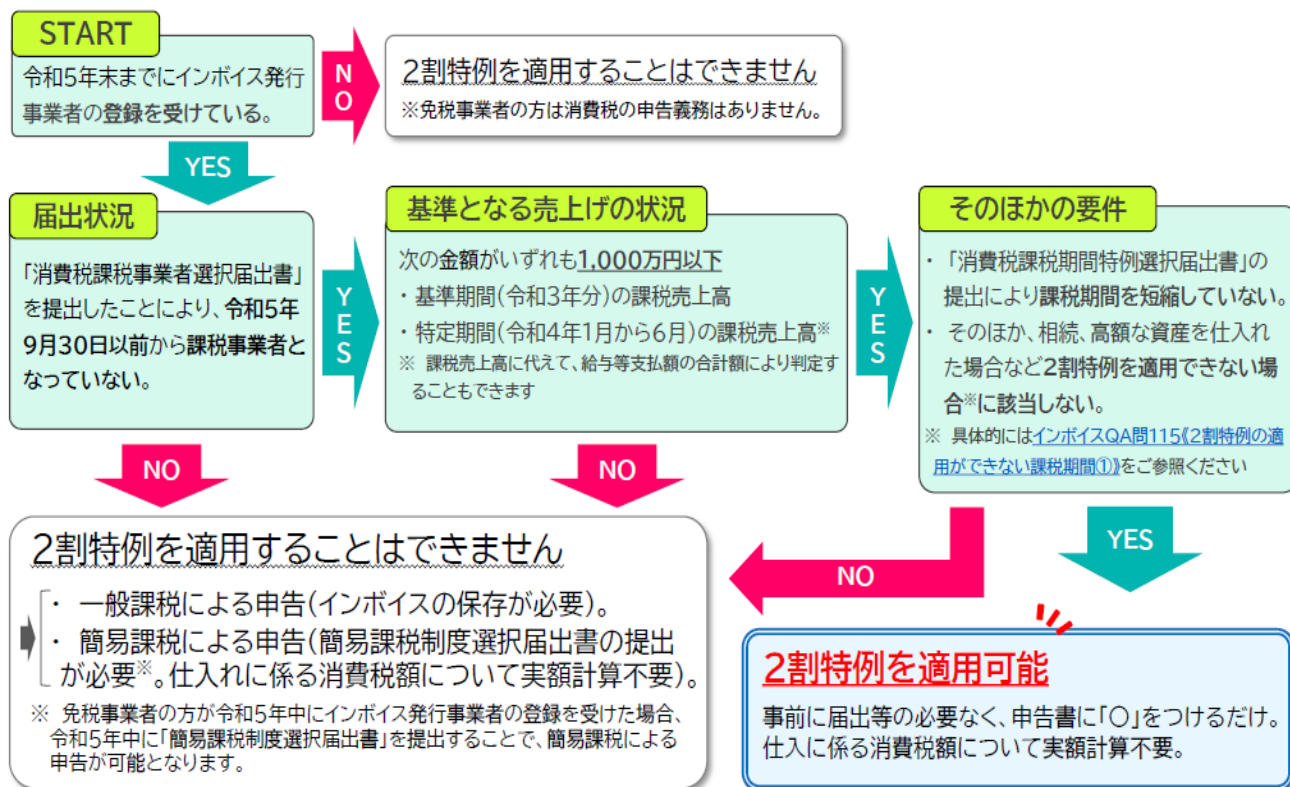 START
令和5年末までにインボイス発行
事業者の登録を受けている。
NO
2割特例を適用することはできません
※免税事業者の方は消費税の申告義務はありません。
YES
届出状況
「消費税課税事業者選択届出書」
を提出したことにより、令和5年
9月30日以前から課税事業者と
なっていない。
YES
基準となる売上げの状況
次の金額がいずれも1,000万円以下
・基準期間(令和3年分)の課税売上高
・特定期間(令和4年1月から6月)の課税売上高※
※ 課税売上高に代えて、給与等支払額の合計額により判定す
ることもできます
YES
そのほかの要件
・ 「消費税課税期間特例選択届出書」の
提出により課税期間を短縮していない。
・ そのほか、相続、高額な資産を仕入れ
た場合など2割特例を適用できない場
合※に該当しない。
※ 具体的にはインボイスQA問115《2割特例の適
用ができない課税期間①》をご参照ください
NO
NO
NO
YES
2割特例を適用することはできません
・ 一般課税による申告(インボイスの保存が必要)。
・ 簡易課税による申告(簡易課税制度選択届出書の提出
が必要※。仕入れに係る消費税額について実額計算不要)。
※ 免税事業者の方が令和5年中にインボイス発行事業者の登録を受けた場合、
令和5年中に「簡易課税制度選択届出書」を提出することで、簡易課税による
申告が可能となります。
2割特例を適用可能
事前に届出等の必要なく、申告書に「○」をつけるだけ。
仕入に係る消費税額について実額計算不要。